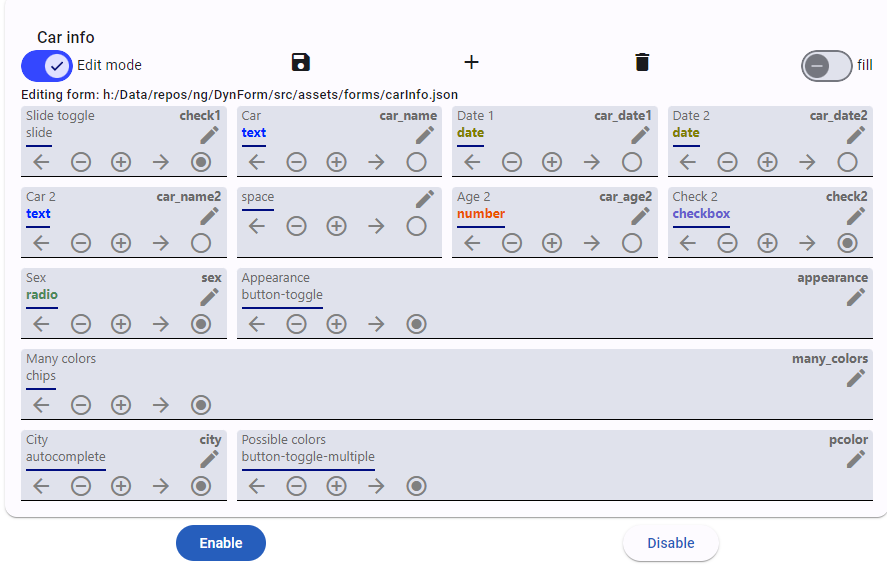 Car info
Edit mode
fill
Editing form: h:/Data/repos/ng/DynForm/src/assets/forms/carInfo.json
Slide toggle check1
slide
Car car_name
text
Date 1 car_date1
date
Date 2 car_date2
date
Car 2 car_name2
text
space
Age 2 car_age2
number
Check 2 check2
checkbox
Sex sex
radio
Appearance appearance
button-toggle
Many colors many_colors
chips
City city
autocomplete
Possible colors pcolor
button-toggle-multiple
Enable
Disable